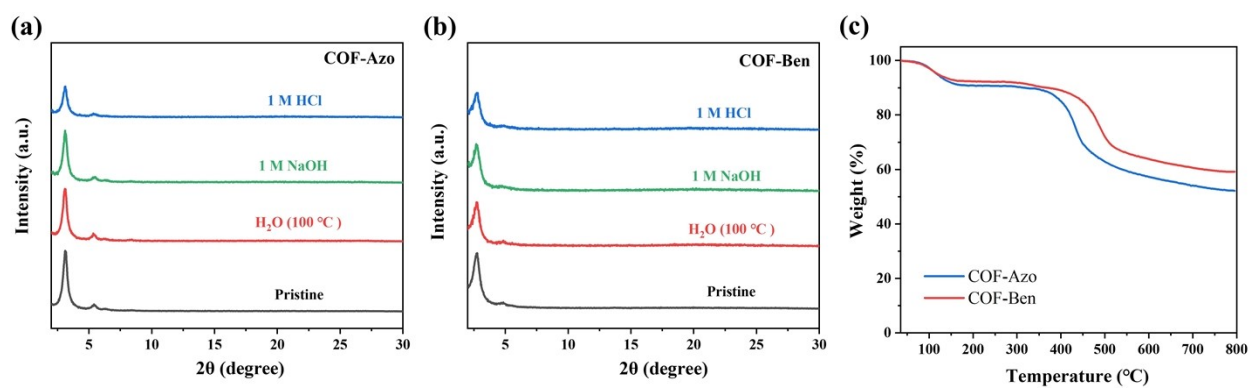 (a)
COF-Azo
1 M HCl
1 M NaOH
H₂O (100 ℃ )
Pristine
Intensity (a.u.)
5 10 15 20 25 30
2θ (degree)
(b)
COF-Ben
1 M HCl
1 M NaOH
H₂O (100 ℃ )
Pristine
Intensity (a.u.)
5 10 15 20 25 30
2θ (degree)
(c)
100
80
60
40
20
0
Weight (%)
COF-Azo
COF-Ben
100 200 300 400 500 600 700 800
Temperature (℃)